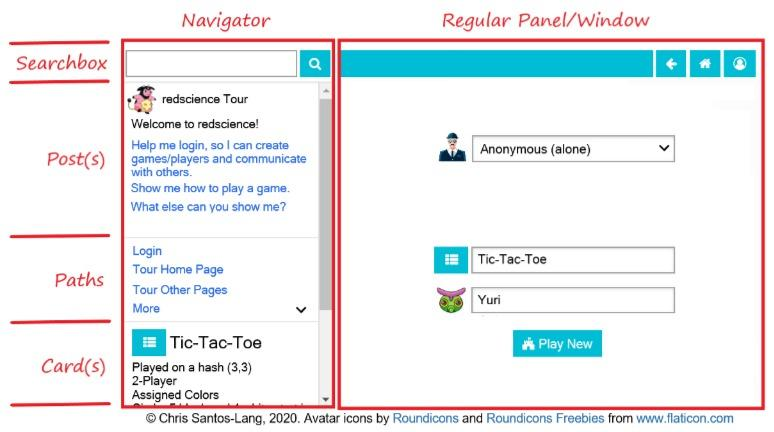 Navigator
Regular Panel/Window
Searchbox
Post(s)
Paths
Card(s)
redscience Tour
Welcome to redscience!
Help me login, so I can create
games/players and communicate
with others.
Show me how to play a game.
What else can you show me?
Login
Tour Home Page
Tour Other Pages
More
Tic-Tac-Toe
Played on a hash (3,3)
2-Player
Assigned Colors
Anonymous (alone)
Tic-Tac-Toe
Yuri
Play New
© Chris Santos-Lang, 2020. Avatar icons by Roundicons and Roundicons Freebies from www.flaticon.com